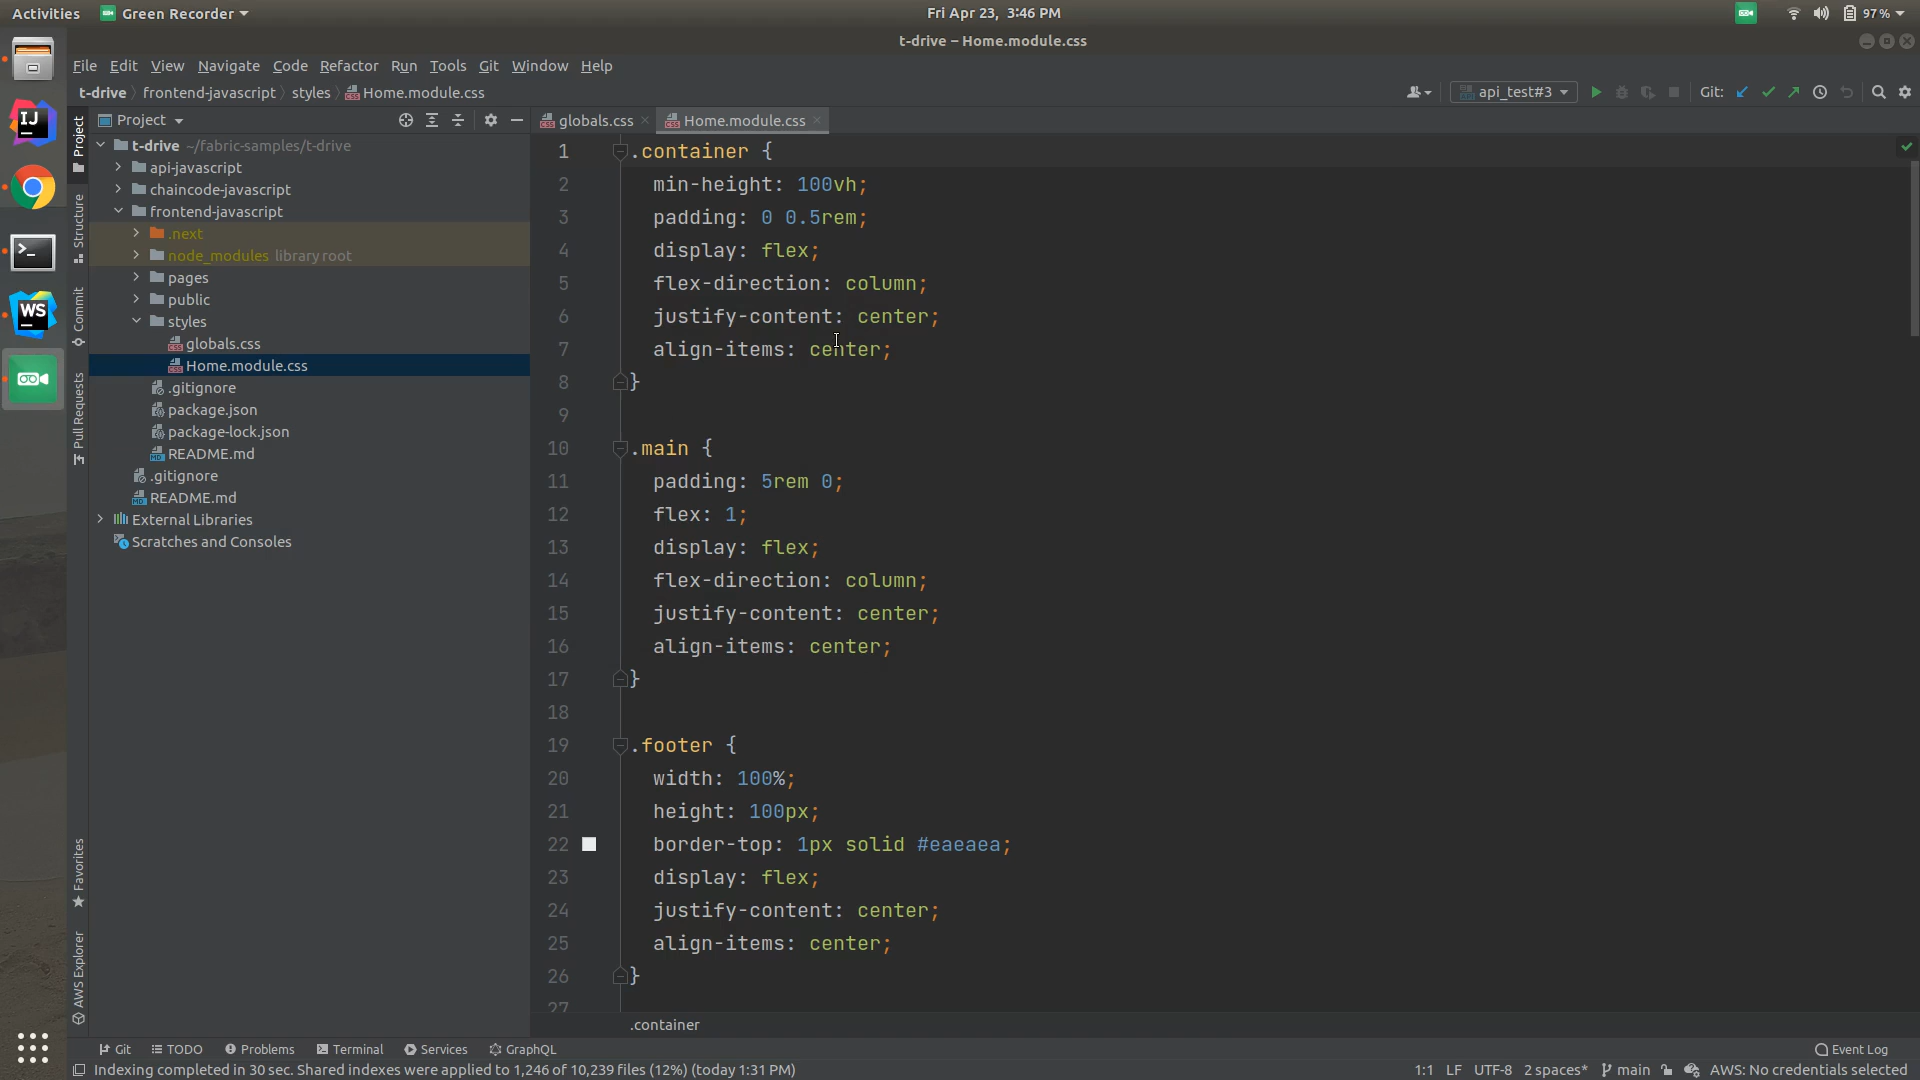 Activities Green Recorder Fri Apr 23, 3:46 PM 97%
t-drive – Home.module.css
File Edit View Navigate Code Refactor Run Tools Git Window Help
t-drive frontend-javascript styles Home.module.css api_test#3 Git:
Project globals.css Home.module.css
t-drive ~/fabric-samples/t-drive
api-javascript
chaincode-javascript
frontend-javascript
.next
node_modules library root
pages
public
styles
globals.css
Home.module.css
.gitignore
package.json
package-lock.json
README.md
.gitignore
README.md
External Libraries
Scratches and Consoles
Project
Structure
Commit
Pull Requests
Favorites
AWS Explorer
IJ
WS
1 .container {
2 min-height: 100vh;
3 padding: 0 0.5rem;
4 display: flex;
5 flex-direction: column;
6 justify-content: center;
7 align-items: center;
8 }
9
10 .main {
11 padding: 5rem 0;
12 flex: 1;
13 display: flex;
14 flex-direction: column;
15 justify-content: center;
16 align-items: center;
17 }
18
19 .footer {
20 width: 100%;
21 height: 100px;
22 border-top: 1px solid #eaeaea;
23 display: flex;
24 justify-content: center;
25 align-items: center;
26 }
27
.container
Git TODO Problems Terminal Services GraphQL Event Log
Indexing completed in 30 sec. Shared indexes were applied to 1,246 of 10,239 files (12%) (today 1:31 PM) 1:1 LF UTF-8 2 spaces* main AWS: No credentials selected